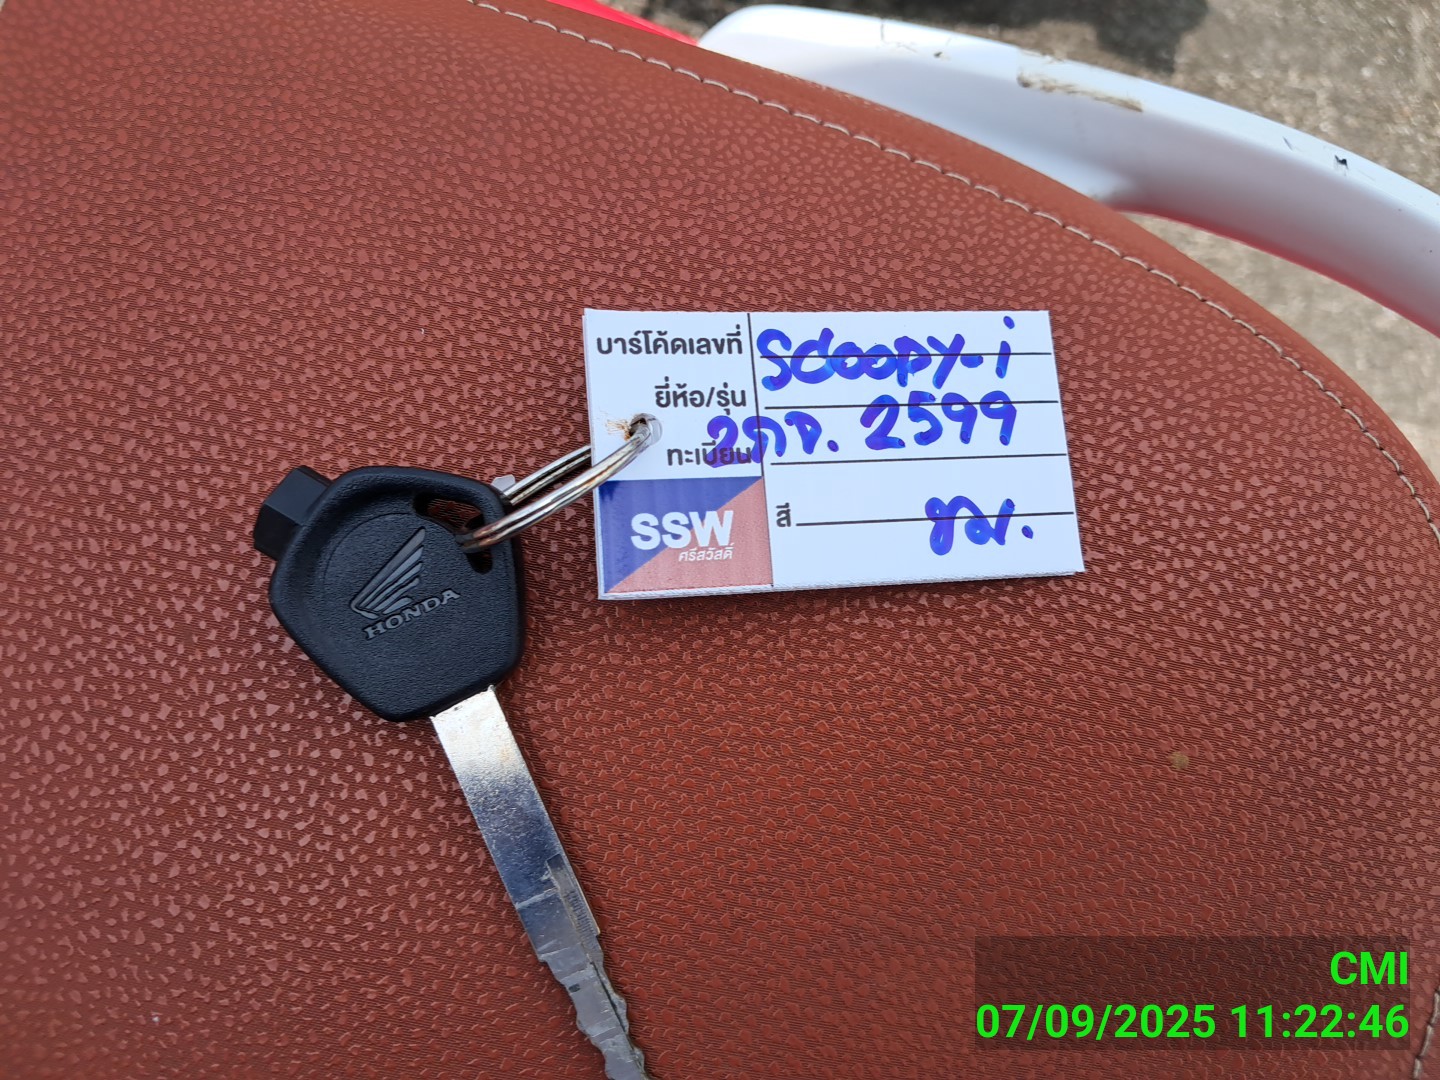 บาร์โค้ดเลขที่
Scoopy-i
ยี่ห้อ/รุ่น
2กข. 2599
ทะเบียน
สี ชม.
SSW
ศรีสวัสดิ์
HONDA
CMI
07/09/2025 11:22:46